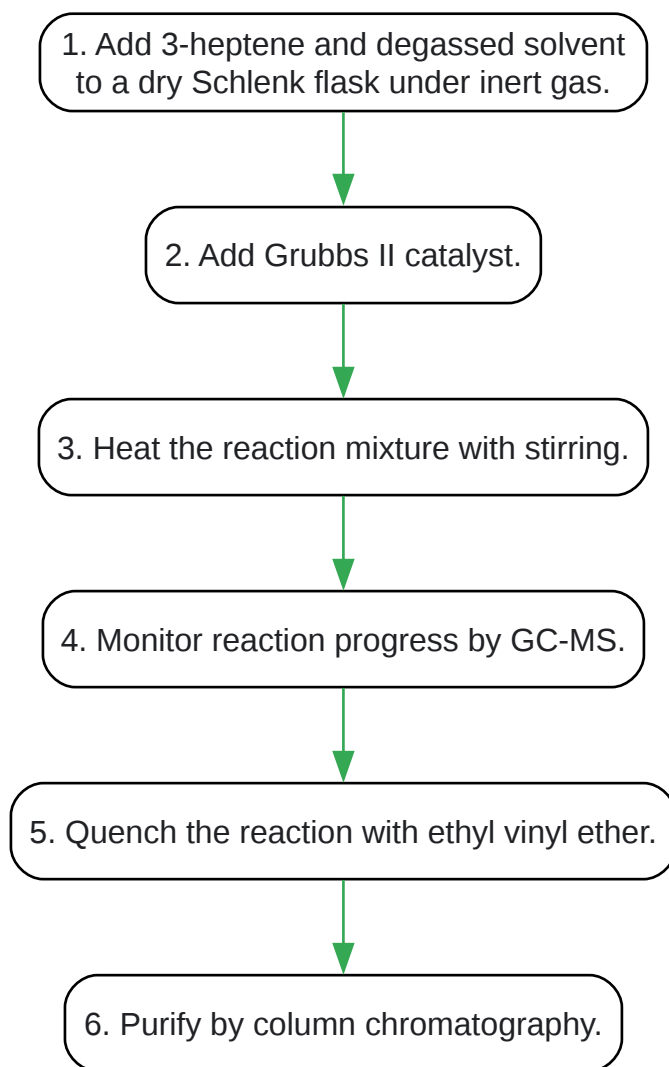 1. Add 3-heptene and degassed solvent
to a dry Schlenk flask under inert gas.
2. Add Grubbs II catalyst.
3. Heat the reaction mixture with stirring.
4. Monitor reaction progress by GC-MS.
5. Quench the reaction with ethyl vinyl ether.
6. Purify by column chromatography.